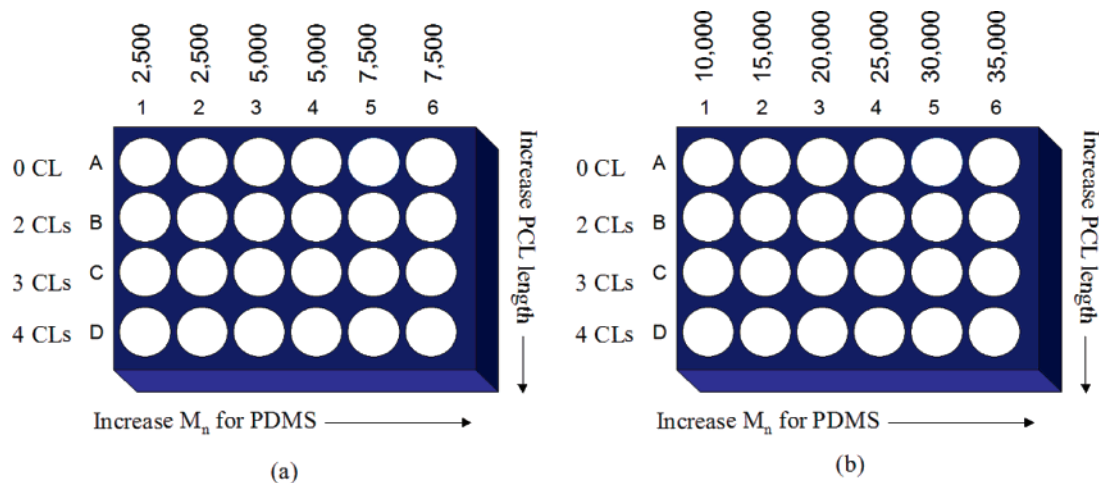 2,500 2,500 5,000 5,000 7,500 7,500
1 2 3 4 5 6
0 CL A
2 CLs B
3 CLs C
4 CLs D
Increase PCL length
Increase Mn for PDMS
(a)
10,000 15,000 20,000 25,000 30,000 35,000
1 2 3 4 5 6
0 CL A
2 CLs B
3 CLs C
4 CLs D
Increase PCL length
Increase Mn for PDMS
(b)